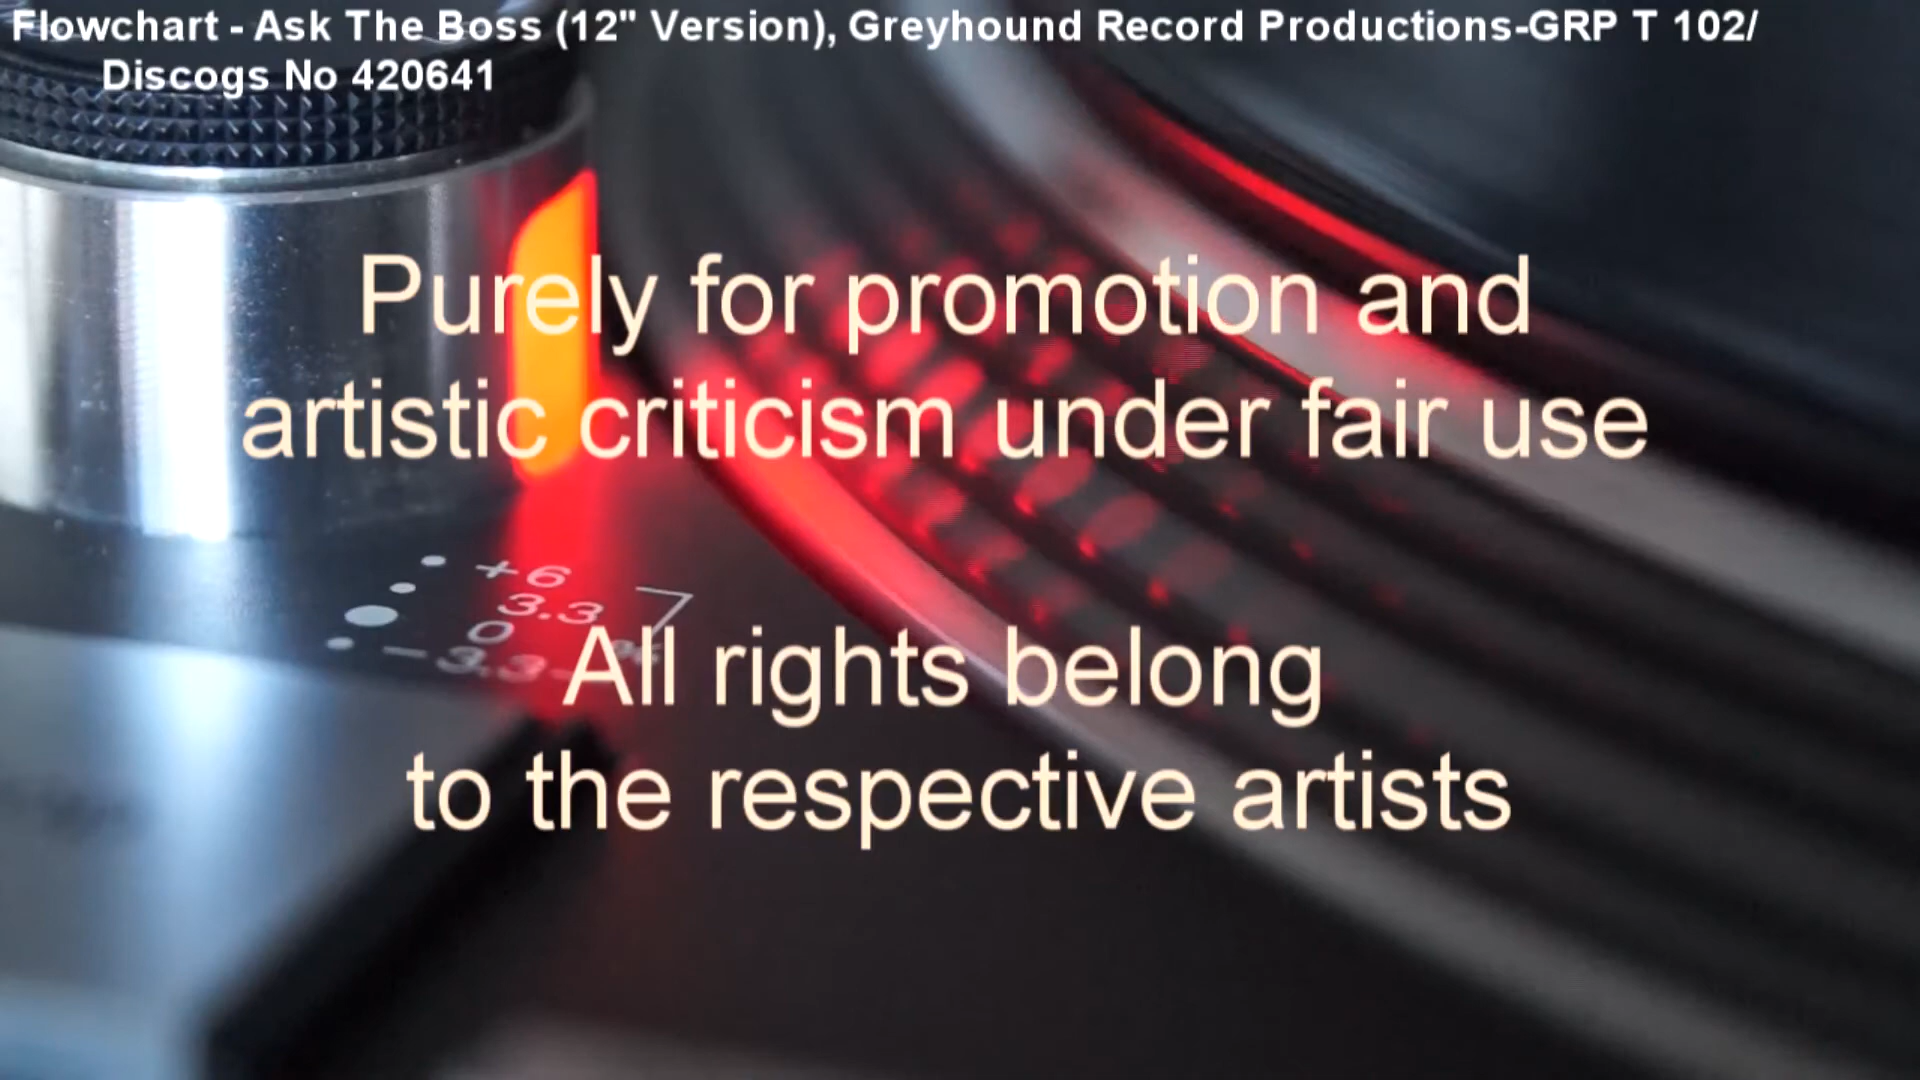 Flowchart - Ask The Boss (12" Version), Greyhound Record Productions-GRP T 102/
Discogs No 420641
Purely for promotion and
artistic criticism under fair use
+6
3.3
0
-3.3
All rights belong
to the respective artists